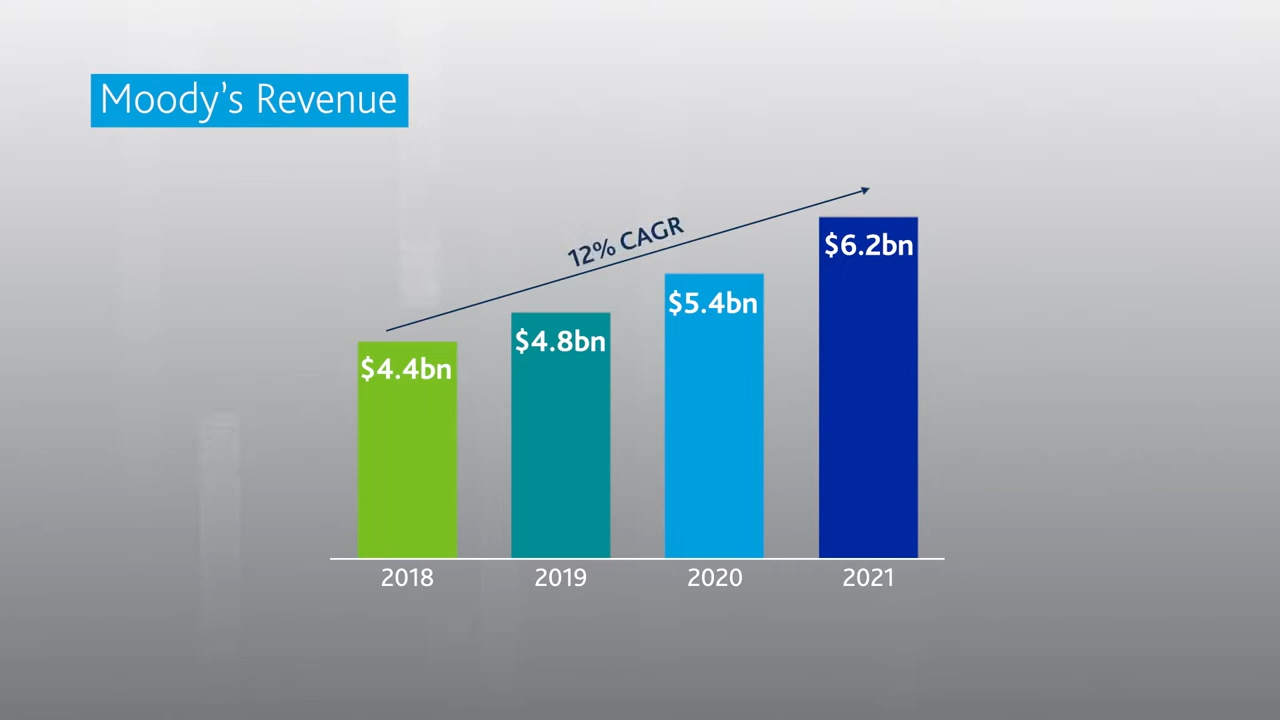 Moody’s Revenue
12% CAGR
$4.4bn
$4.8bn
$5.4bn
$6.2bn
2018
2019
2020
2021